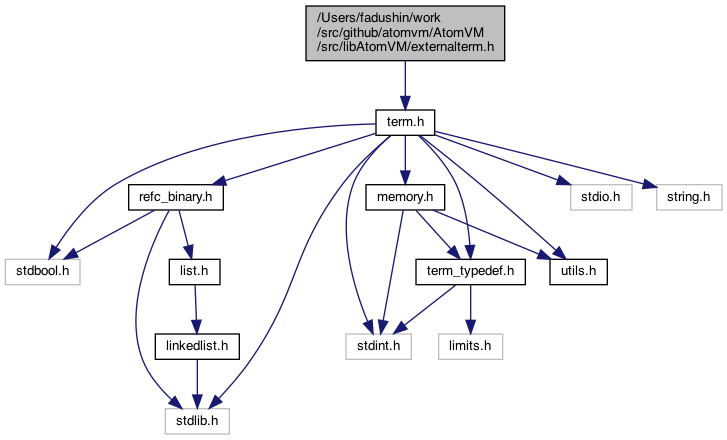 /Users/fadushin/work
/src/github/atomvm/AtomVM
/src/libAtomVM/externalterm.h
term.h
refc_binary.h
memory.h
stdio.h
string.h
stdbool.h
list.h
term_typedef.h
utils.h
linkedlist.h
stdint.h
limits.h
stdlib.h